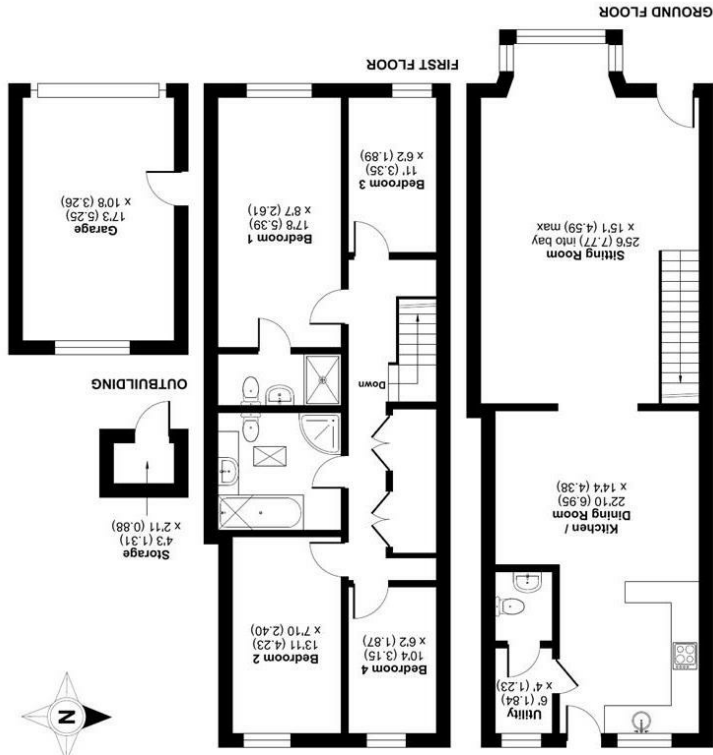 Utility
6' (1.84)
x 4' (1.23)
Kitchen /
Dining Room
22'10 (6.95)
x 14'4 (4.38)
Sitting Room
25'6 (7.77) into bay
x 15'1 (4.59) max
GROUND FLOOR
Bedroom 4
10'4 (3.15)
x 6'2 (1.87)
Bedroom 2
13'11 (4.23)
x 7'10 (2.40)
Down
Bedroom 3
11' (3.35)
x 6'2 (1.89)
Bedroom 1
17'8 (5.39)
x 8'7 (2.61)
FIRST FLOOR
N
Storage
4'3 (1.31)
x 2'11 (0.88)
OUTBUILDING
Garage
17'3 (5.25)
x 10'8 (3.26)